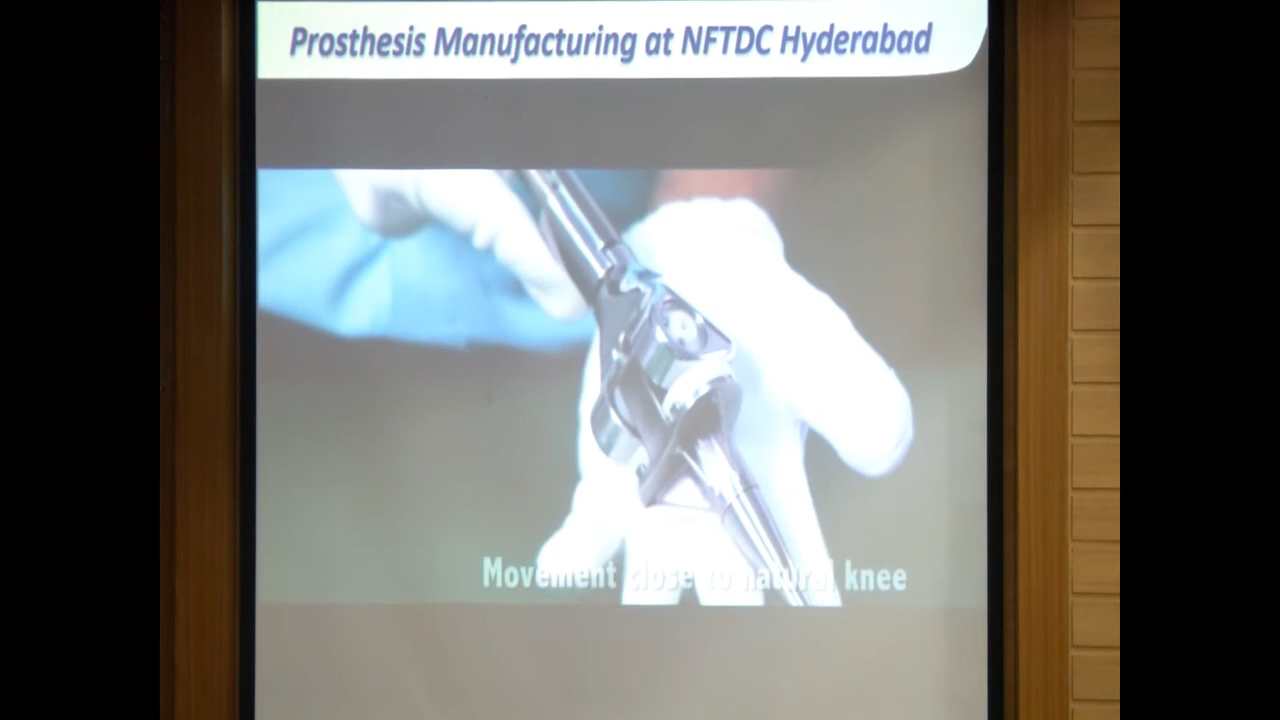 Prosthesis Manufacturing at NFTDC Hyderabad
Movement close to natural knee